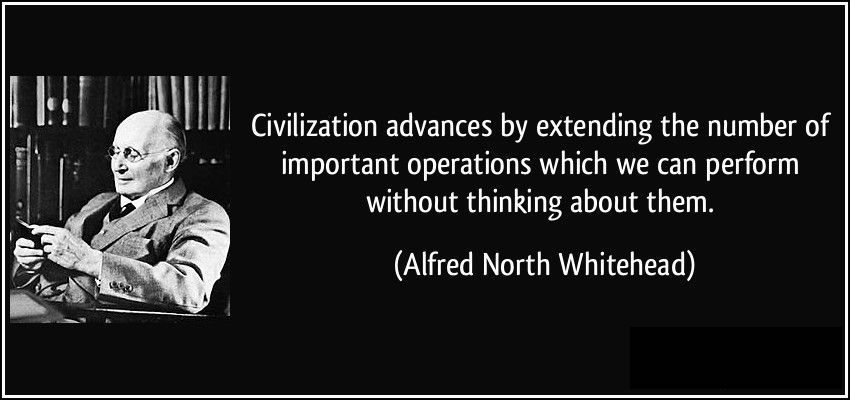 Civilization advances by extending the number of
important operations which we can perform
without thinking about them.
(Alfred North Whitehead)